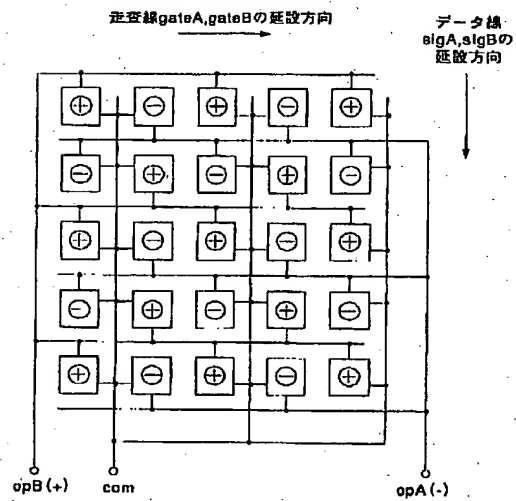 走査線gateA,gateBの延設方向
データ線
sigA,sigBの
延設方向
+ - + - +
- + - + -
+ - + - +
- + - + -
+ - + - +
opB(+) com opA(-)